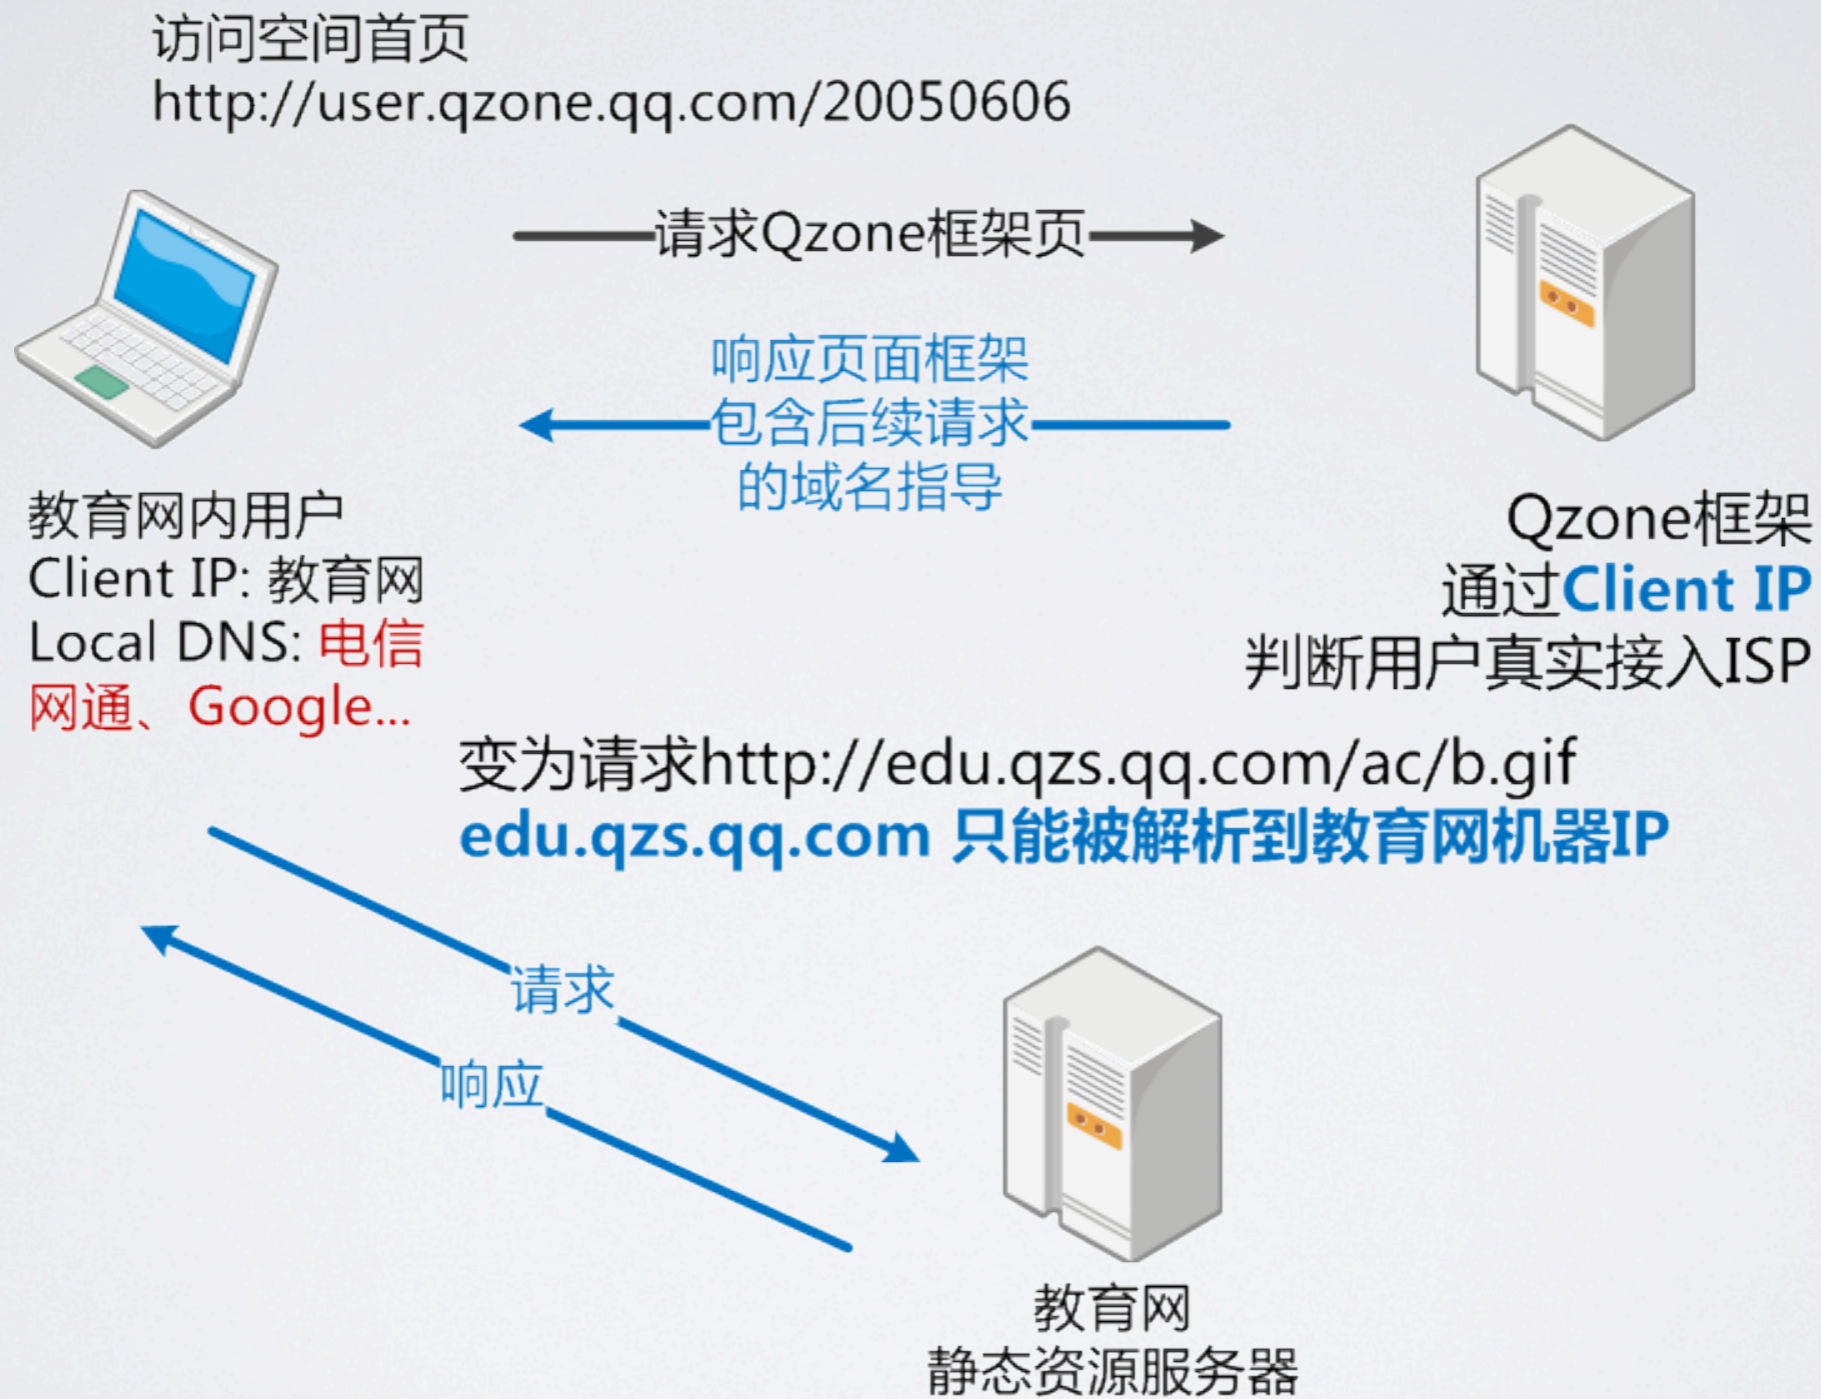 访问空间首页
http://user.qzone.qq.com/20050606
请求Qzone框架页
响应页面框架
包含后续请求
的域名指导
教育网内用户
Client IP: 教育网
Local DNS: 电信
网通、Google...
Qzone框架
通过Client IP
判断用户真实接入ISP
变为请求http://edu.qzs.qq.com/ac/b.gif
edu.qzs.qq.com 只能被解析到教育网机器IP
请求
响应
教育网
静态资源服务器